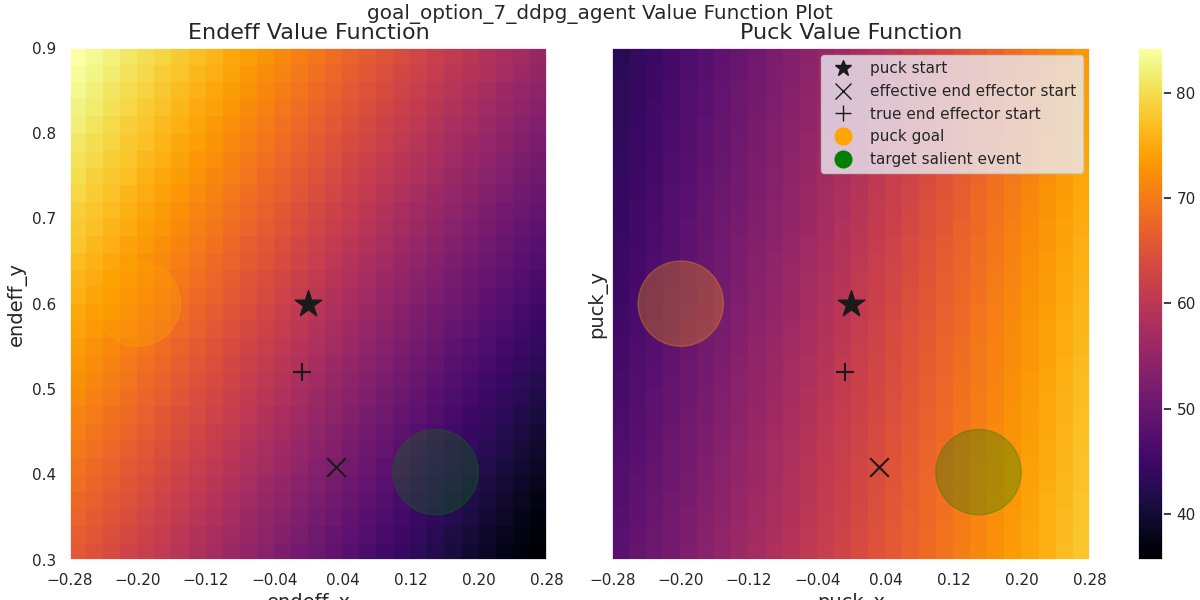 goal_option_7_ddpg_agent Value Function Plot
Endeff Value Function
Puck Value Function
puck start
effective end effector start
true end effector start
puck goal
target salient event
0.9
0.8
0.7
0.6
0.5
0.4
0.3
endeff_y
puck_y
−0.28 −0.20 −0.12 −0.04 0.04 0.12 0.20 0.28
−0.28 −0.20 −0.12 −0.04 0.04 0.12 0.20 0.28
endeff_x
puck_x
80
70
60
50
40